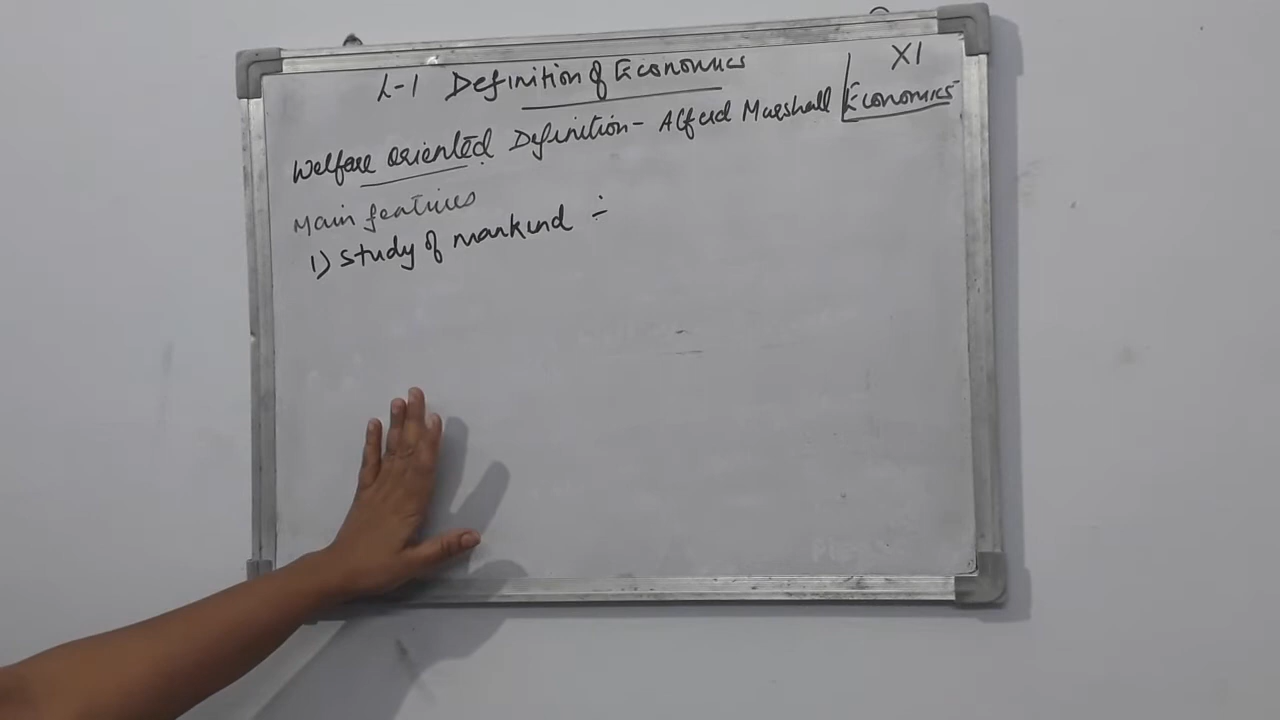 L-1 Definition of Economics
XI
Economics
Welfare oriented Definition - Alfred Marshall
Main features
1) Study of mankind :-